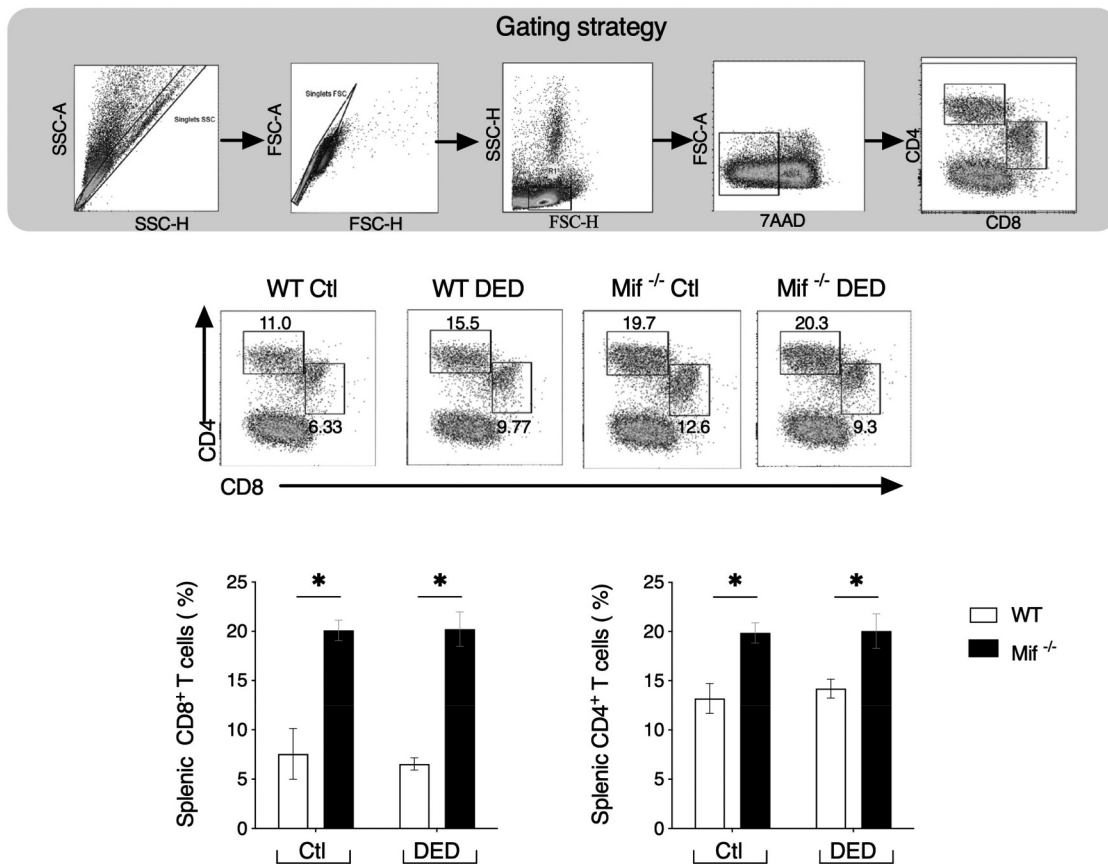 Gating strategy
SSC-A
Singlets SSC
SSC-H
FSC-A
Singlets FSC
FSC-H
SSC-H
R1
FSC-H
FSC-A
7AAD
CD4
CD8
WT Ctl
WT DED
Mif -/- Ctl
Mif -/- DED
CD4
11.0
6.33
15.5
9.77
19.7
12.6
20.3
9.3
CD8
Splenic CD8+ T cells ( %)
25
20
15
10
5
0
*
*
Ctl
DED
Splenic CD4+ T cells ( %)
25
20
15
10
5
0
*
*
Ctl
DED
WT
Mif -/-